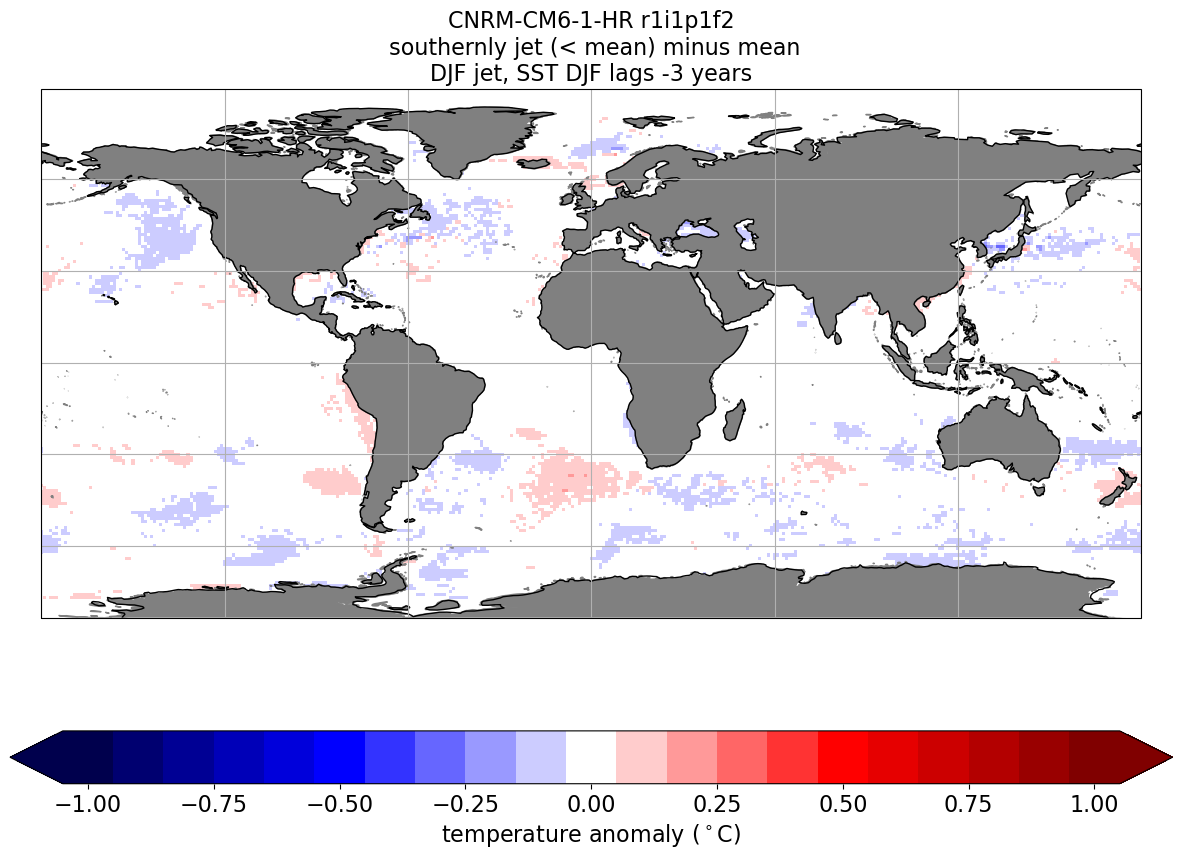 CNRM-CM6-1-HR r1i1p1f2
southernly jet (< mean) minus mean
DJF jet, SST DJF lags -3 years
−1.00 −0.75 −0.50 −0.25 0.00 0.25 0.50 0.75 1.00
temperature anomaly (°C)